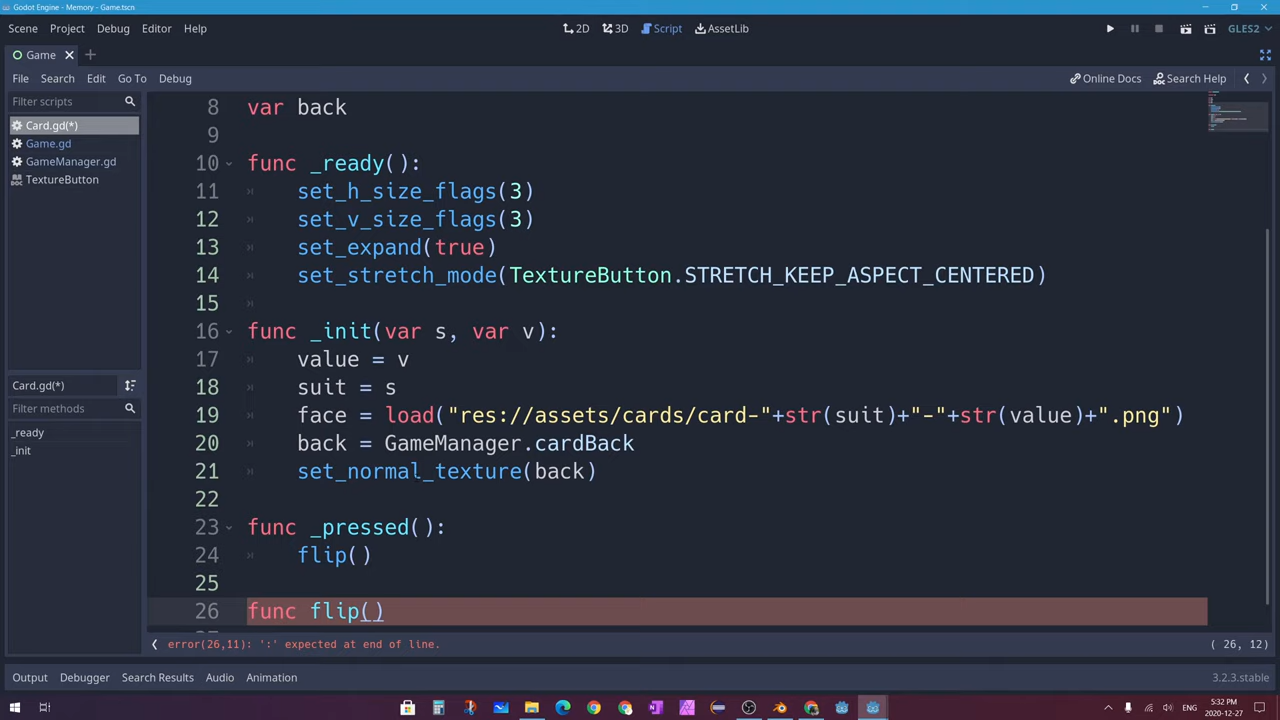 Godot Engine - Memory - Game.tscn
Scene Project Debug Editor Help
2D 3D Script AssetLib
GLES2
Game
File Search Edit Go To Debug
Online Docs Search Help
Filter scripts
Card.gd(*)
Game.gd
GameManager.gd
TextureButton
Card.gd(*)
Filter methods
_ready
_init
8 var back
9
10 func _ready():
11 set_h_size_flags(3)
12 set_v_size_flags(3)
13 set_expand(true)
14 set_stretch_mode(TextureButton.STRETCH_KEEP_ASPECT_CENTERED)
15
16 func _init(var s, var v):
17 value = v
18 suit = s
19 face = load("res://assets/cards/card-"+str(suit)+"-"+str(value)+".png")
20 back = GameManager.cardBack
21 set_normal_texture(back)
22
23 func _pressed():
24 flip()
25
26 func flip()
error(26,11): ':' expected at end of line.
( 26, 12)
Output Debugger Search Results Audio Animation
3.2.3.stable
5:32 PM
2020-12-27